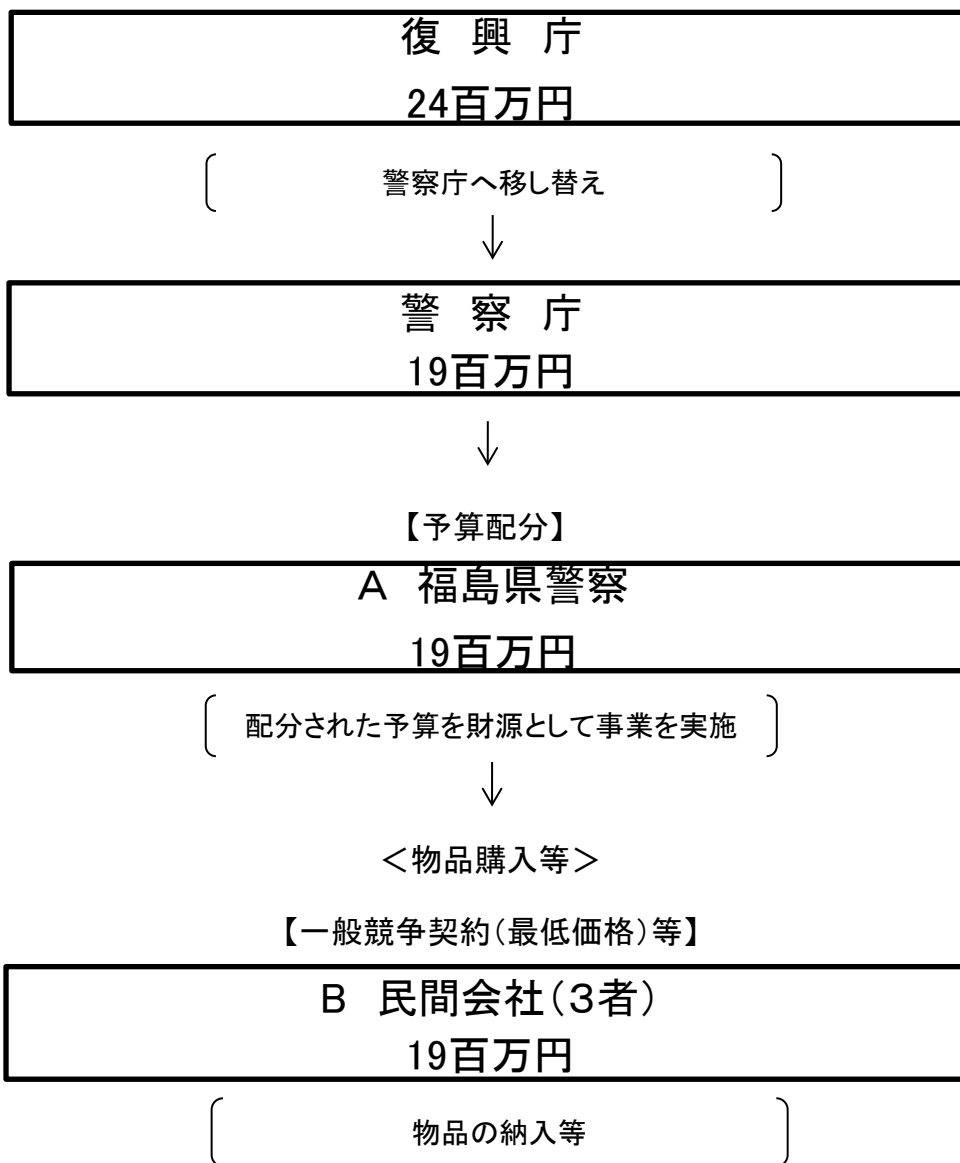 復 興 庁
24百万円
警察庁へ移し替え
↓
警 察 庁
19百万円
↓
【予算配分】
A 福島県警察
19百万円
配分された予算を財源として事業を実施
↓
＜物品購入等＞
【一般競争契約（最低価格）等】
B 民間会社（３者）
19百万円
物品の納入等